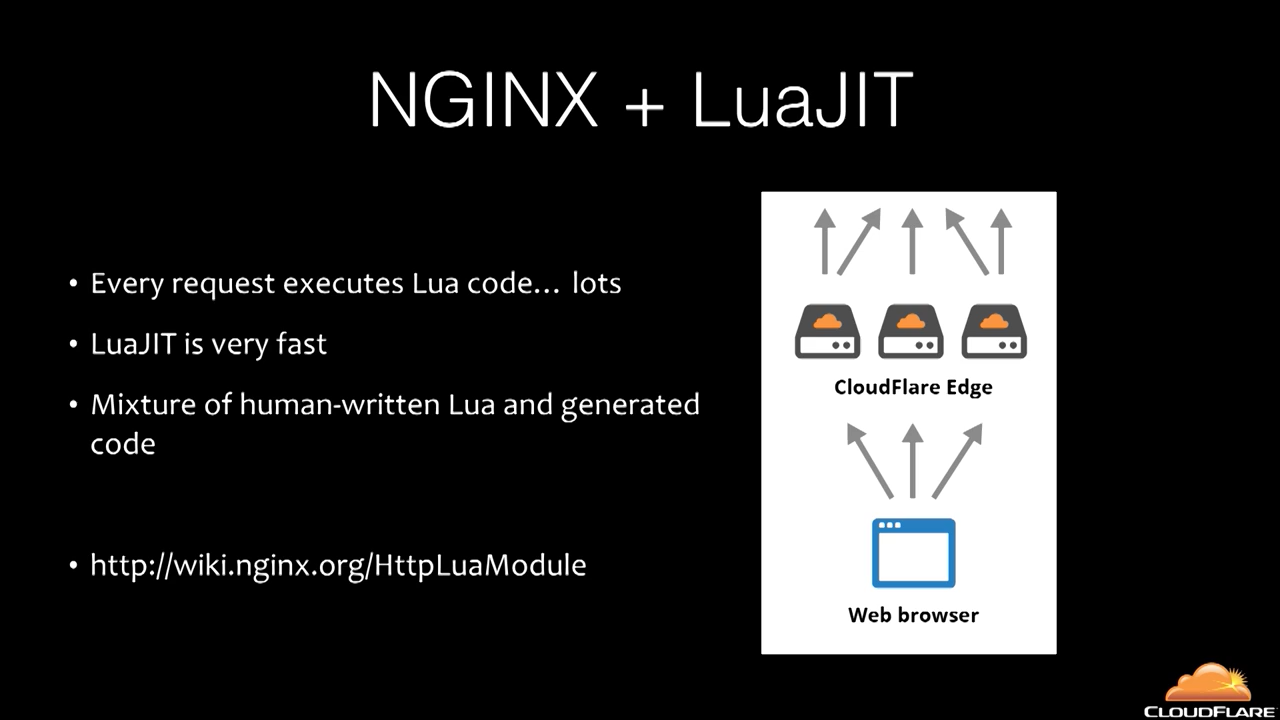 NGINX + LuaJIT
• Every request executes Lua code… lots
• LuaJIT is very fast
• Mixture of human-written Lua and generated
code
• http://wiki.nginx.org/HttpLuaModule
CloudFlare Edge
Web browser
CLOUDFLARE